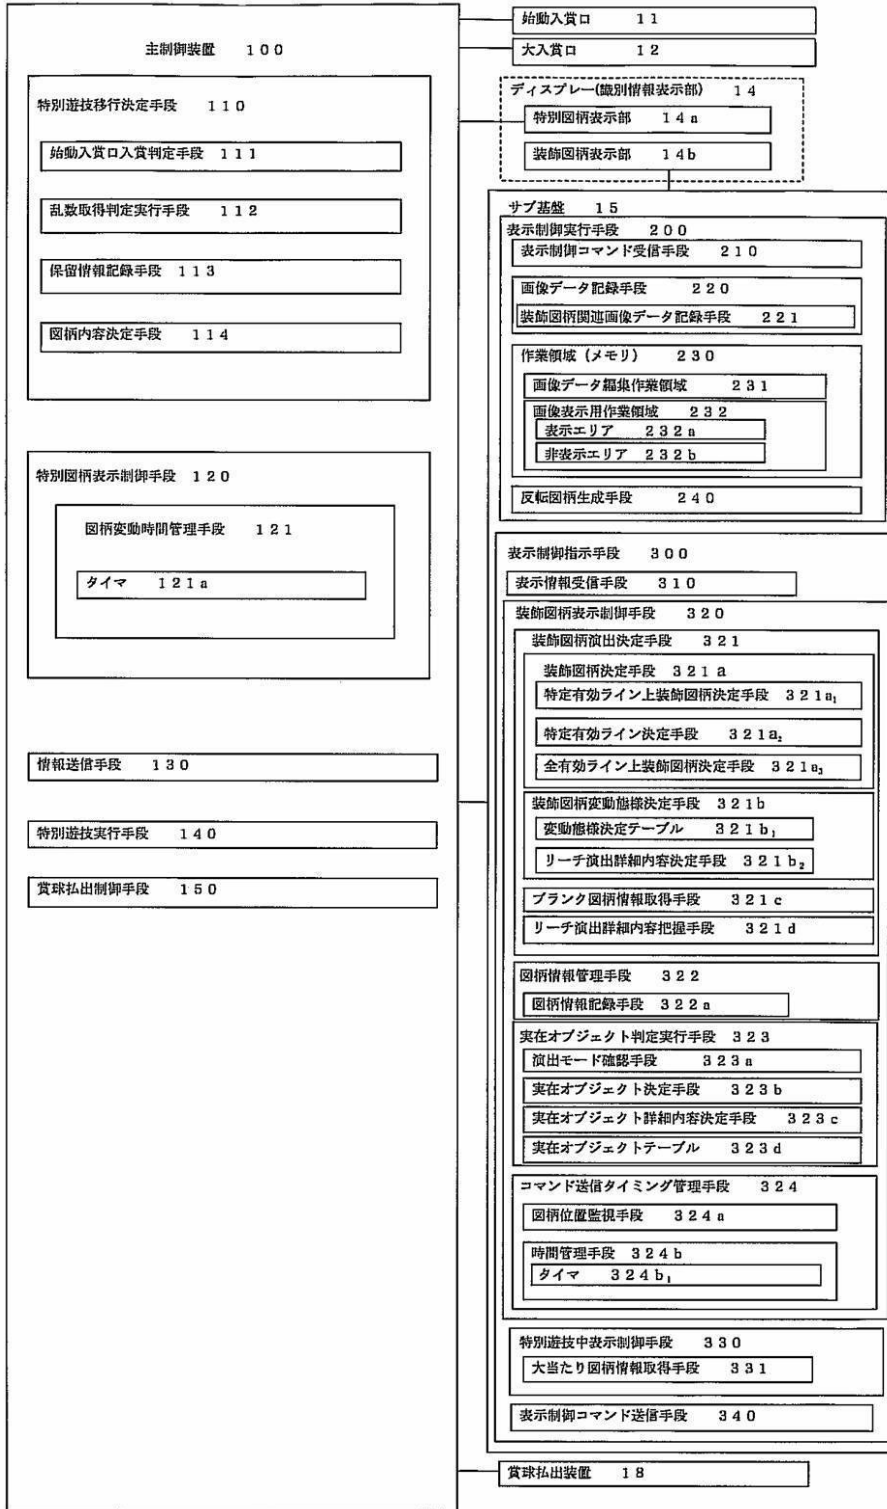 主制御装置 100
特別遊技移行決定手段 110
始動入賞口入賞判定手段 111
乱数取得判定実行手段 112
保留情報記録手段 113
図柄内容決定手段 114
特別図柄表示制御手段 120
図柄変動時間管理手段 121
タイマ 121a
情報送信手段 130
特別遊技実行手段 140
賞球払出制御手段 150
始動入賞口 11
大入賞口 12
ディスプレー(識別情報表示部) 14
特別図柄表示部 14a
装飾図柄表示部 14b
サブ基盤 15
表示制御実行手段 200
表示制御コマンド受信手段 210
画像データ記録手段 220
装飾図柄関連画像データ記録手段 221
作業領域(メモリ) 230
画像データ編集作業領域 231
画像表示用作業領域 232
表示エリア 232a
非表示エリア 232b
反転図柄生成手段 240
表示制御指示手段 300
表示情報受信手段 310
装飾図柄表示制御手段 320
装飾図柄演出決定手段 321
装飾図柄決定手段 321a
特定有効ライン上装飾図柄決定手段 321a₁
特定有効ライン決定手段 321a₂
全有効ライン上装飾図柄決定手段 321a₃
装飾図柄変動態様決定手段 321b
変動態様決定テーブル 321b₁
リーチ演出詳細内容決定手段 321b₂
ブランク図柄情報取得手段 321c
リーチ演出詳細内容把握手段 321d
図柄情報管理手段 322
図柄情報記録手段 322a
実在オブジェクト判定実行手段 323
演出モード確認手段 323a
実在オブジェクト決定手段 323b
実在オブジェクト詳細内容決定手段 323c
実在オブジェクトテーブル 323d
コマンド送信タイミング管理手段 324
図柄位置監視手段 324a
時間管理手段 324b
タイマ 324b₁
特別遊技中表示制御手段 330
大当たり図柄情報取得手段 331
表示制御コマンド送信手段 340
賞球払出装置 18